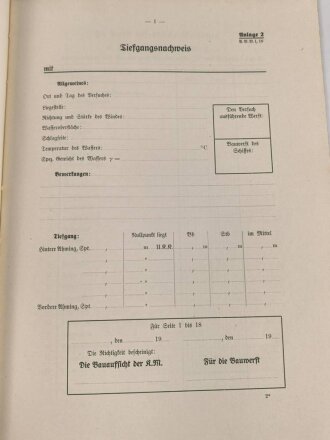 — 1 —
Anlage 2
Tiefgangsnachweis
mit
Allgemeines:
Ort und Tag des Versuches:
Liegestelle:
Richtung und Stärke des Windes:
Wasseroberfläche:
Schlagseite:
Temperatur des Wassers: °C
Spez. Gewicht des Wassers γ =
Den Versuch
ausführende Werft:
Bauwerft des
Schiffes:
Bemerkungen:
Tiefgang: Nullpunkt liegt Bb Stb im Mittel
Hintere Ahming, Spt. , , m U.K.K. , m , m , m
Vordere Ahming, Spt. ,
Für Seite 1 bis 18
, den 19 , den 19
Die Richtigkeit bescheinigt:
Die Bauaufsicht der K.M. Für die Bauwerft
2*